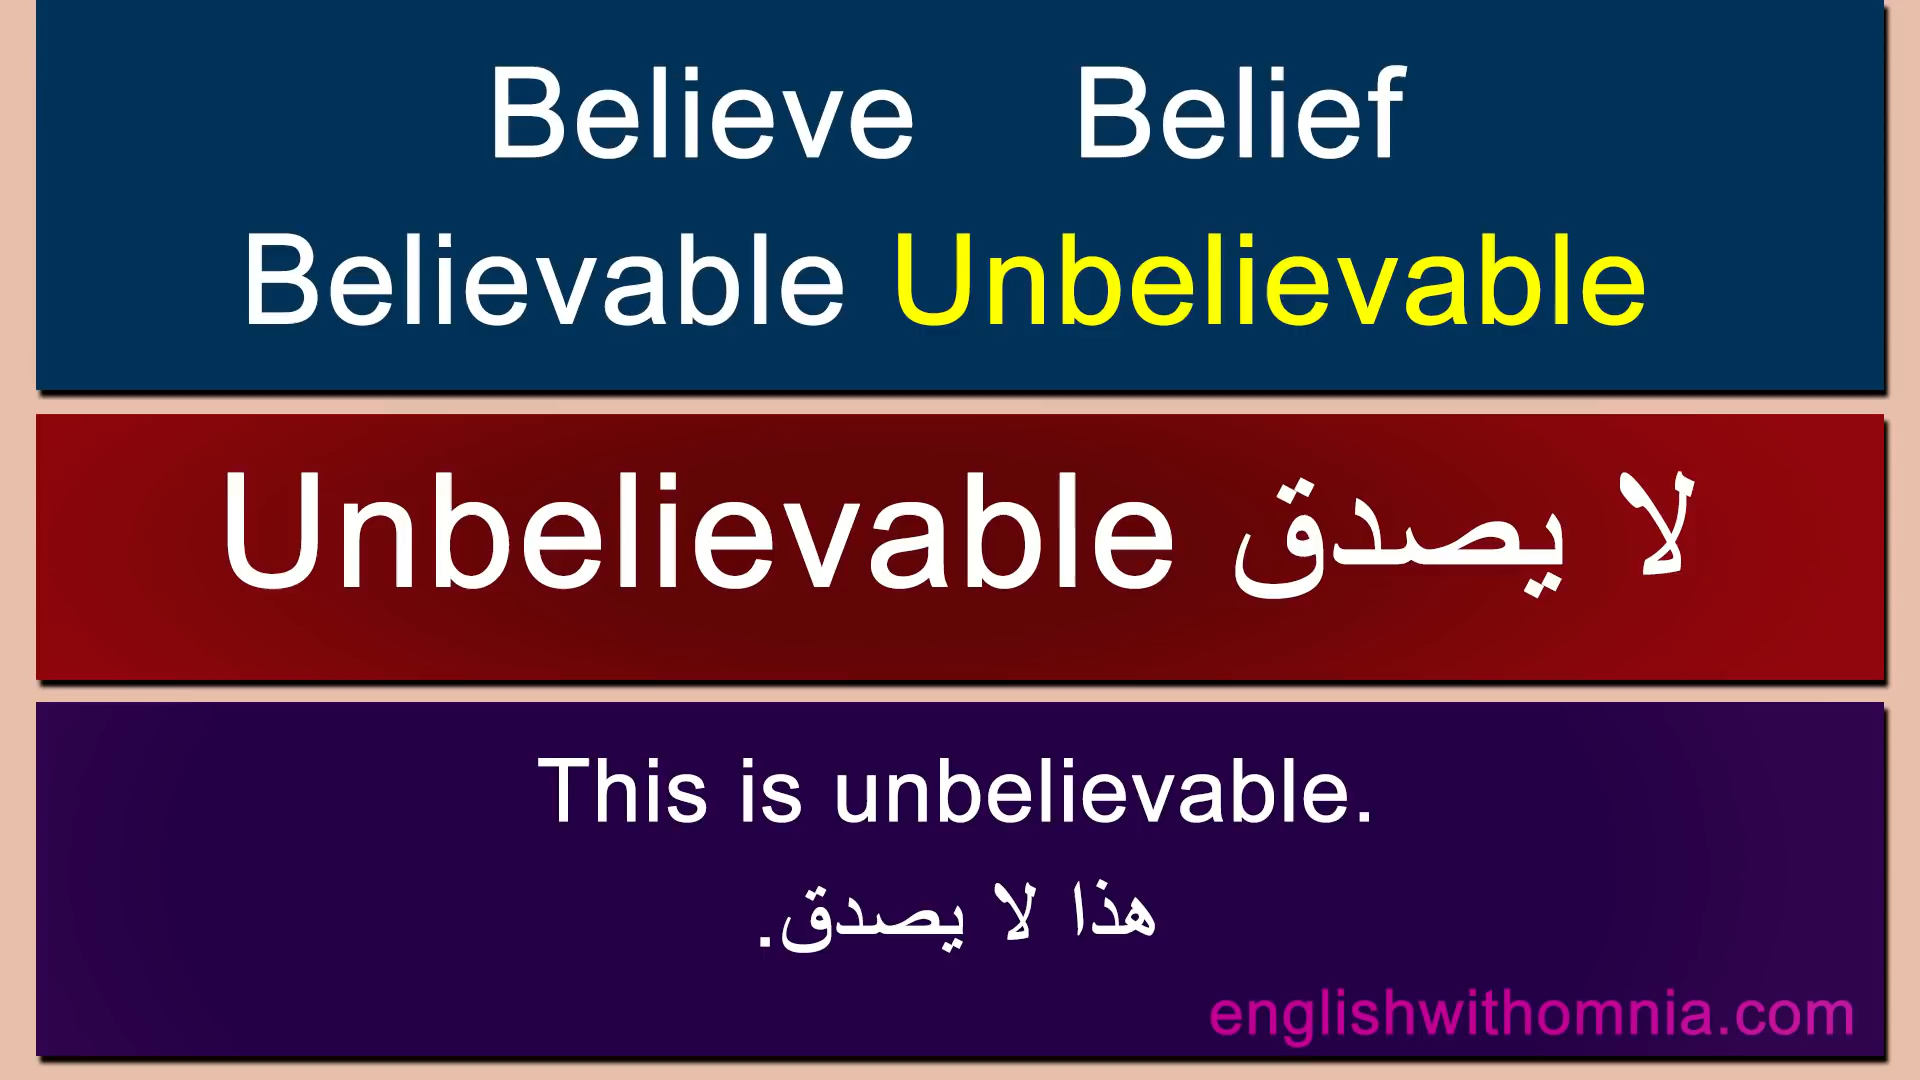 Believe Belief
Believable Unbelievable
Unbelievable لا يصدق
This is unbelievable.
هذا لا يصدق.
englishwithomnia.com